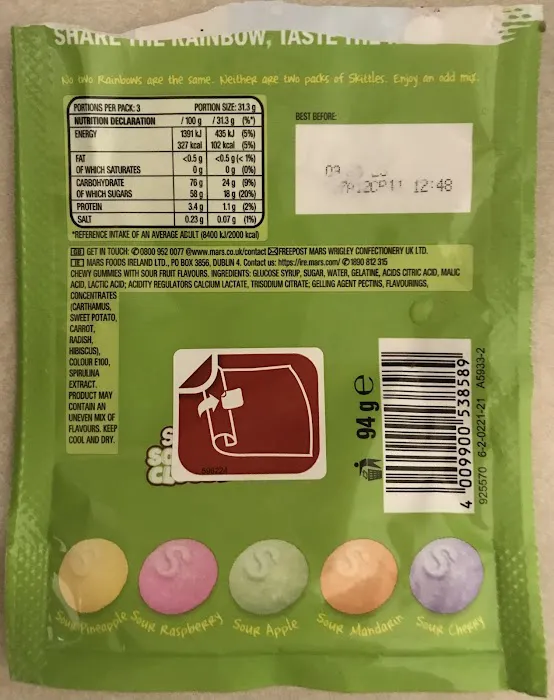 SHARE THE RAINBOW, TASTE THE
No two Rainbows are the same. Neither are two packs of Skittles. Enjoy an odd mix.
PORTIONS PER PACK: 3 PORTION SIZE: 31.3 g
NUTRITION DECLARATION / 100 g / 31.3 g (%*)
ENERGY 1391 kJ 435 kJ (5%)
327 kcal 102 kcal (5%)
FAT <0.5 g <0.5 g (< 1%)
OF WHICH SATURATES 0 g 0 g (0%)
CARBOHYDRATE 76 g 24 g (9%)
OF WHICH SUGARS 58 g 18 g (20%)
PROTEIN 3.4 g 1.1 g (2%)
SALT 0.23 g 0.07 g (1%)
*REFERENCE INTAKE OF AN AVERAGE ADULT (8400 kJ/2000 kcal)
BEST BEFORE:
12:48
GB GET IN TOUCH: ✆0800 952 0077 @www.mars.co.uk/contact ✉FREEPOST MARS WRIGLEY CONFECTIONERY UK LTD.
MARS FOODS IRELAND LTD., PO BOX 3856, DUBLIN 4. Contact us: https://ire.mars.com/ ✆1890 812 315
CHEWY GUMMIES WITH SOUR FRUIT FLAVOURS. INGREDIENTS: GLUCOSE SYRUP, SUGAR, WATER, GELATINE, ACIDS CITRIC ACID, MALIC
ACID, LACTIC ACID; ACIDITY REGULATORS CALCIUM LACTATE, TRISODIUM CITRATE; GELLING AGENT PECTINS, FLAVOURINGS,
CONCENTRATES
(CARTHAMUS,
SWEET POTATO,
CARROT,
RADISH,
HIBISCUS),
COLOUR E100,
SPIRULINA
EXTRACT.
PRODUCT MAY
CONTAIN AN
UNEVEN MIX OF
FLAVOURS. KEEP
COOL AND DRY.
94 g e
4 009900 538589
925570 6-2-0221-21 A5933-2
Sour Pineapple
Sour Raspberry
Sour Apple
Sour Mandarin
Sour Cherry